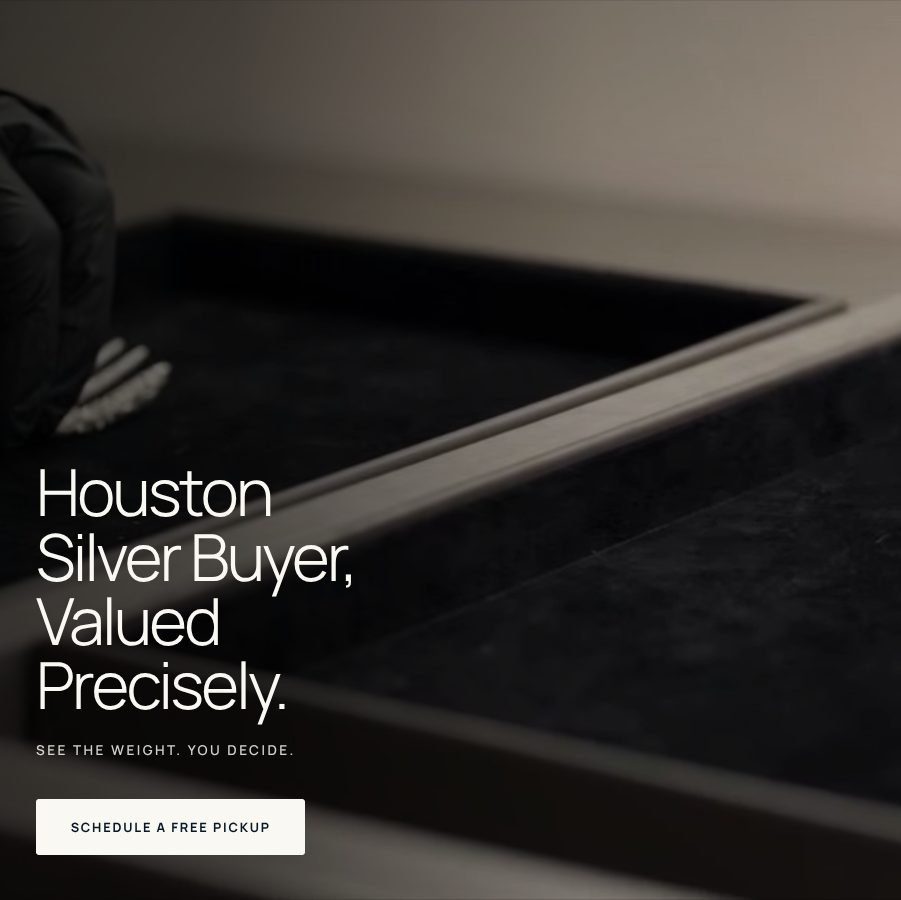 Houston
Silver Buyer,
Valued
Precisely.
SEE THE WEIGHT. YOU DECIDE.
SCHEDULE A FREE PICKUP